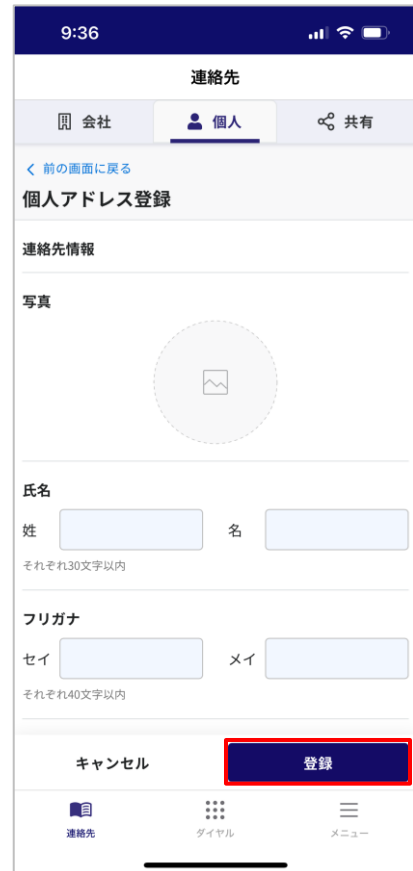 9:36
連絡先
会社 個人 共有
前の画面に戻る
個人アドレス登録
連絡先情報
写真
氏名
姓 名
それぞれ30文字以内
フリガナ
セイ メイ
それぞれ40文字以内
キャンセル 登録
連絡先 ダイヤル メニュー